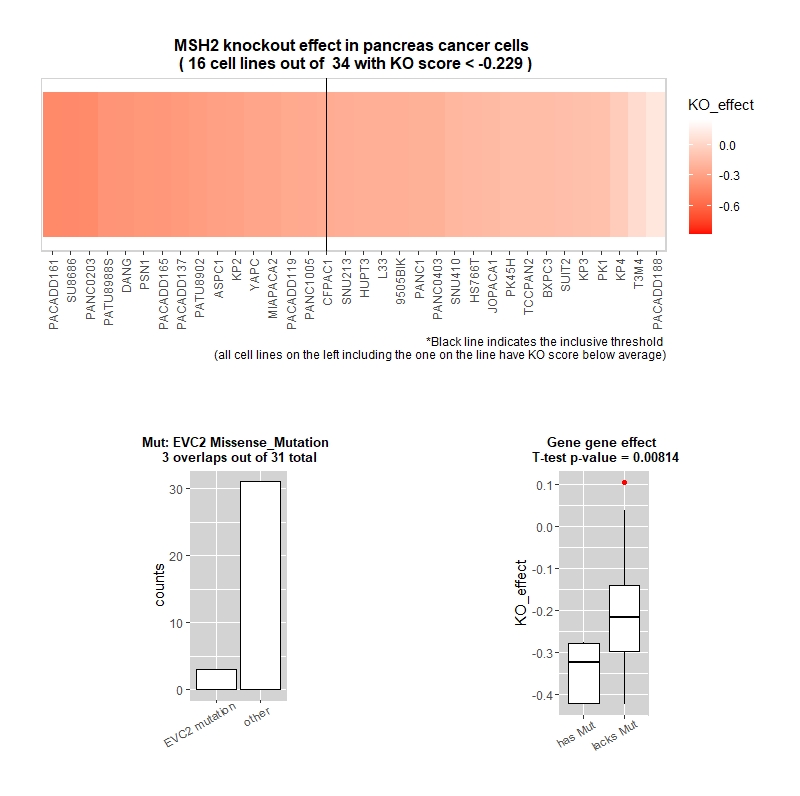 MSH2 knockout effect in pancreas cancer cells
( 16 cell lines out of 34 with KO score < -0.229 )
KO_effect
0.0
-0.3
-0.6
PACADD161
SU8686
PANC0203
PATU8988S
DANG
PSN1
PACADD165
PACADD137
PATU8902
ASPC1
KP2
YAPC
MIAPACA2
PACADD119
PANC1005
CFPAC1
SNU213
HUPT3
L33
9505BIK
PANC1
PANC0403
SNU410
HS766T
JOPACA1
PK45H
TCCPAN2
BXPC3
SUIT2
KP3
PK1
KP4
T3M4
PACADD188
*Black line indicates the inclusive threshold
(all cell lines on the left including the one on the line have KO score below average)
Mut: EVC2 Missense_Mutation
3 overlaps out of 31 total
counts
30
20
10
0
EVC2 mutation
other
Gene gene effect
T-test p-value = 0.00814
KO_effect
0.1
0.0
-0.1
-0.2
-0.3
-0.4
has Mut
lacks Mut